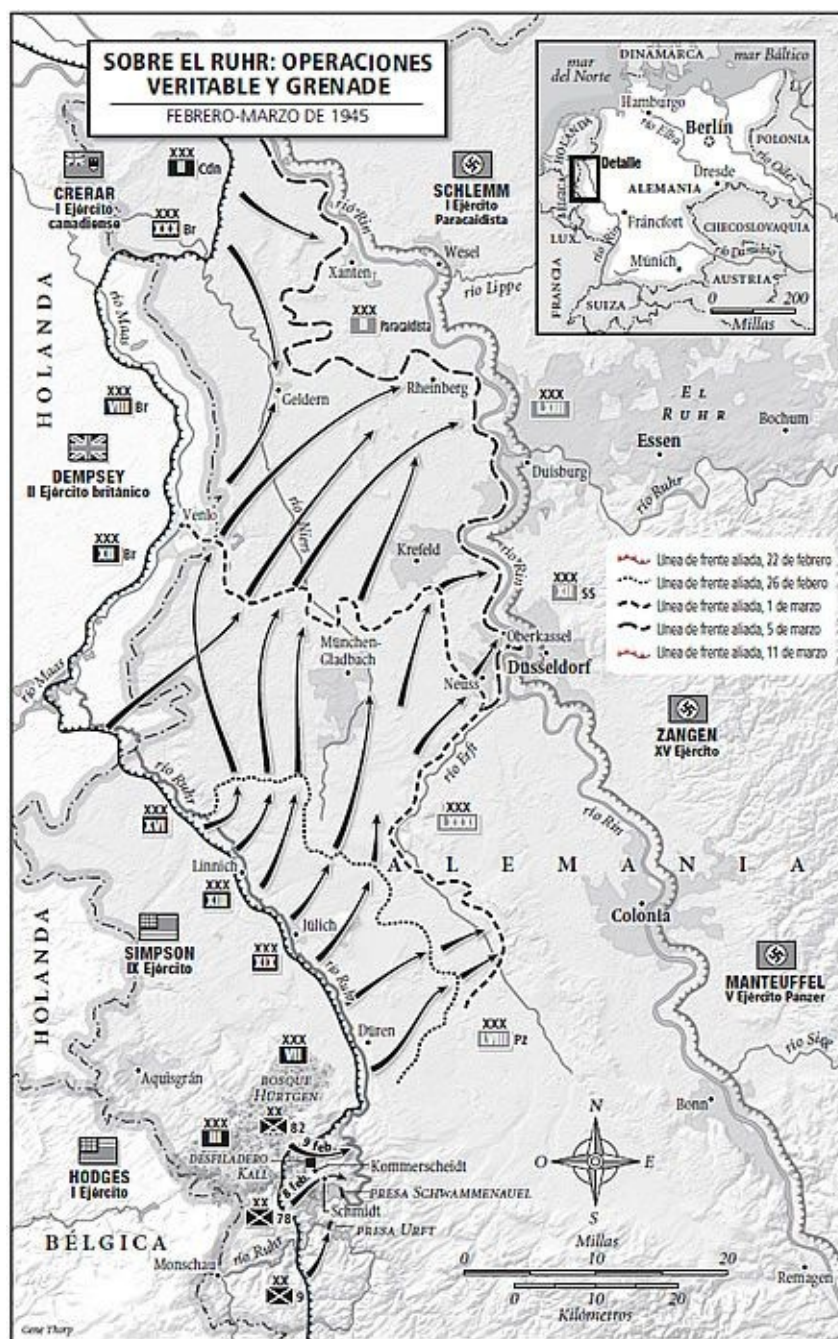 SOBRE EL RUHR: OPERACIONES
VERITABLE Y GRENADE
FEBRERO-MARZO DE 1945
mar
del Norte
DINAMARCA
mar Báltico
Hamburgo
río Elba
Berlín
POLONIA
río Oder
HOLANDA
Detalle
Dresde
BÉLGICA
ALEMANIA
LUX.
Fráncfort
CHECOSLOVAQUIA
río Rin
río Danubio
FRANCIA
Múnich
AUSTRIA
SUIZA
0 200
Millas
CRERAR
I Ejército
canadiense
XXX
II Cdn
XXX
XXX Br
SCHLEMM
I Ejército
Paracaidista
río Rin
Wesel
Xanten
río Lippe
río Maas
XXX
II Paracaidista
HOLANDA
Geldern
Rheinberg
XXX
VIII Br
XXX
LXIII
EL
RUHR
Bochum
Essen
DEMPSEY
II Ejército británico
Duisburg
río Ruhr
Venlo
río Niers
XXX
XII Br
Krefeld
río Rin
XXX
XII SS
Línea de frente aliada, 22 de febrero
Línea de frente aliada, 26 de febero
Línea de frente aliada, 1 de marzo
Línea de frente aliada, 5 de marzo
Línea de frente aliada, 11 de marzo
München-
Gladbach
Oberkassel
Düsseldorf
Neuss
río Maas
ZANGEN
XV Ejército
río Erft
río Ruhr
XXX
XVI
XXX
río Rin
Linnich
XXX
XIII
ALEMANIA
Colonia
HOLANDA
SIMPSON
IX Ejército
Jülich
XXX
XIX
río Ruhr
MANTEUFFEL
V Ejército Panzer
XXX
LVIII Pz
Düren
XXX
VII
río Sieg
Aquisgrán
BOSQUE
HÜRTGEN
XX
82
Bonn
9 feb.
XXX
III
DESFILADERO
KALL
Kommerscheidt
HODGES
I Ejército
8 feb.
PRESA SCHWAMMENAUEL
Schmidt
XX
78
PRESA URFT
BÉLGICA
río Ruhr
Monschau
XX
9
N
O E
S
Millas
0 10 20
0 10 20
Kilómetros
Remagen
Gene Thorp